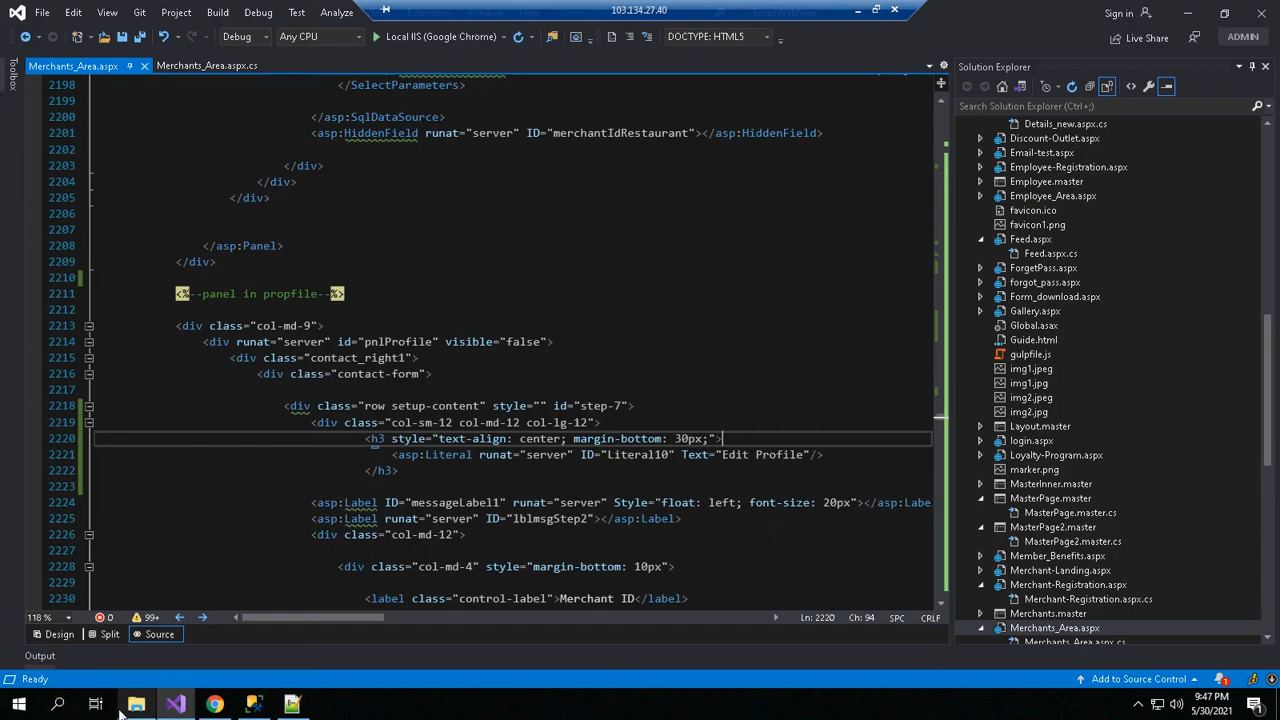 File Edit View Git Project Build Debug Test Analyze
103.134.27.40
Sign in
Debug Any CPU Local IIS (Google Chrome) DOCTYPE: HTML5 Live Share ADMIN
Toolbox
Merchants_Area.aspx Merchants_Area.aspx.cs
Solution Explorer
Search Solution Explorer (Ctrl+;)
2198 </SelectParameters>
2199
2200 </asp:SqlDataSource>
2201 <asp:HiddenField runat="server" ID="merchantIdRestaurant"></asp:HiddenField>
2202
2203 </div>
2204 </div>
2205 </div>
2206
2207
2208 </asp:Panel>
2209 </div>
2210
2211 <%--panel in propfile--%>
2212
2213 <div class="col-md-9">
2214 <div runat="server" id="pnlProfile" visible="false">
2215 <div class="contact_right1">
2216 <div class="contact-form">
2217
2218 <div class="row setup-content" style="" id="step-7">
2219 <div class="col-sm-12 col-md-12 col-lg-12">
2220 <h3 style="text-align: center; margin-bottom: 30px;">
2221 <asp:Literal runat="server" ID="Literal10" Text="Edit Profile"/>
2222 </h3>
2223
2224 <asp:Label ID="messageLabel1" runat="server" Style="float: left; font-size: 20px"></asp:Labe
2225 <asp:Label runat="server" ID="lblmsgStep2"></asp:Label>
2226 <div class="col-md-12">
2227
2228 <div class="col-md-4" style="margin-bottom: 10px">
2229
2230 <label class="control-label">Merchant ID</label>
Details_new.aspx.cs
Discount-Outlet.aspx
Email-test.aspx
Employee-Registration.aspx
Employee.master
Employee_Area.aspx
favicon.ico
favicon1.png
Feed.aspx
Feed.aspx.cs
ForgetPass.aspx
forgot_pass.aspx
Form_download.aspx
Gallery.aspx
Global.asax
Guide.html
gulpfile.js
img1.jpeg
img1.jpg
img2.jpeg
img2.jpg
Layout.master
login.aspx
Loyalty-Program.aspx
marker.png
MasterInner.master
MasterPage.master
MasterPage.master.cs
MasterPage2.master
MasterPage2.master.cs
Member_Benefits.aspx
Merchant-Landing.aspx
Merchant-Registration.aspx
Merchant-Registration.aspx.cs
Merchants.master
Merchants_Area.aspx
Merchants_Area.aspx.cs
118 % 0 99+ Ln: 2220 Ch: 94 SPC CRLF
Design Split Source
Output
Ready Add to Source Control 1
9:47 PM
5/30/2021
1